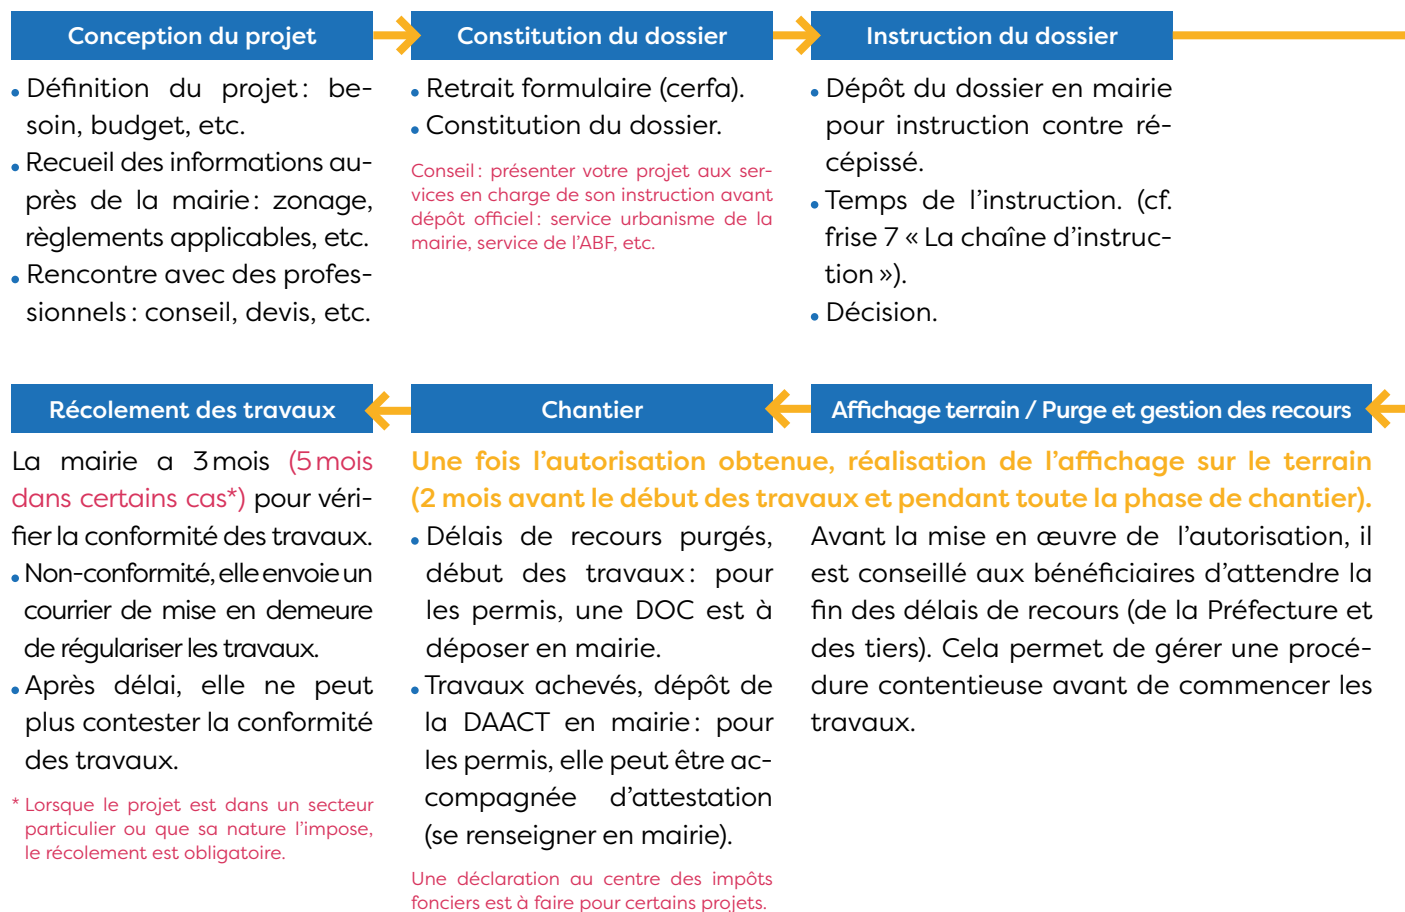 Conception du projet
Définition du projet : be-
soin, budget, etc.
Recueil des informations au-
près de la mairie : zonage,
règlements applicables, etc.
Rencontre avec des profes-
sionnels : conseil, devis, etc.
Constitution du dossier
Retrait formulaire (cerfa).
Constitution du dossier.
Conseil : présenter votre projet aux ser-
vices en charge de son instruction avant
dépôt officiel : service urbanisme de la
mairie, service de l’ABF, etc.
Instruction du dossier
Dépôt du dossier en mairie
pour instruction contre ré-
cépissé.
Temps de l’instruction. (cf.
frise 7 « La chaîne d’instruc-
tion »).
Décision.
Affichage terrain / Purge et gestion des recours
Une fois l’autorisation obtenue, réalisation de l’affichage sur le terrain
(2 mois avant le début des travaux et pendant toute la phase de chantier).
Avant la mise en œuvre de l’autorisation, il
est conseillé aux bénéficiaires d’attendre la
fin des délais de recours (de la Préfecture et
des tiers). Cela permet de gérer une procé-
dure contentieuse avant de commencer les
travaux.
Chantier
Délais de recours purgés,
début des travaux : pour
les permis, une DOC est à
déposer en mairie.
Travaux achevés, dépôt de
la DAACT en mairie : pour
les permis, elle peut être ac-
compagnée d’attestation
(se renseigner en mairie).
Une déclaration au centre des impôts
fonciers est à faire pour certains projets.
Récolement des travaux
La mairie a 3 mois (5 mois
dans certains cas*) pour véri-
fier la conformité des travaux.
Non-conformité, elle envoie un
courrier de mise en demeure
de régulariser les travaux.
Après délai, elle ne peut
plus contester la conformité
des travaux.
* Lorsque le projet est dans un secteur
particulier ou que sa nature l’impose,
le récolement est obligatoire.